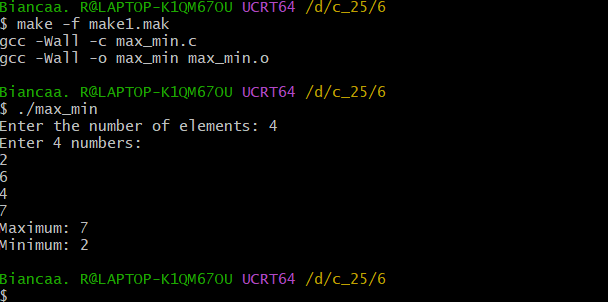 Biancaa. R@LAPTOP-K1QM67OU UCRT64 /d/c_25/6
$ make -f make1.mak
gcc -Wall -c max_min.c
gcc -Wall -o max_min max_min.o
Biancaa. R@LAPTOP-K1QM67OU UCRT64 /d/c_25/6
$ ./max_min
Enter the number of elements: 4
Enter 4 numbers:
2
6
4
7
Maximum: 7
Minimum: 2
Biancaa. R@LAPTOP-K1QM67OU UCRT64 /d/c_25/6
$